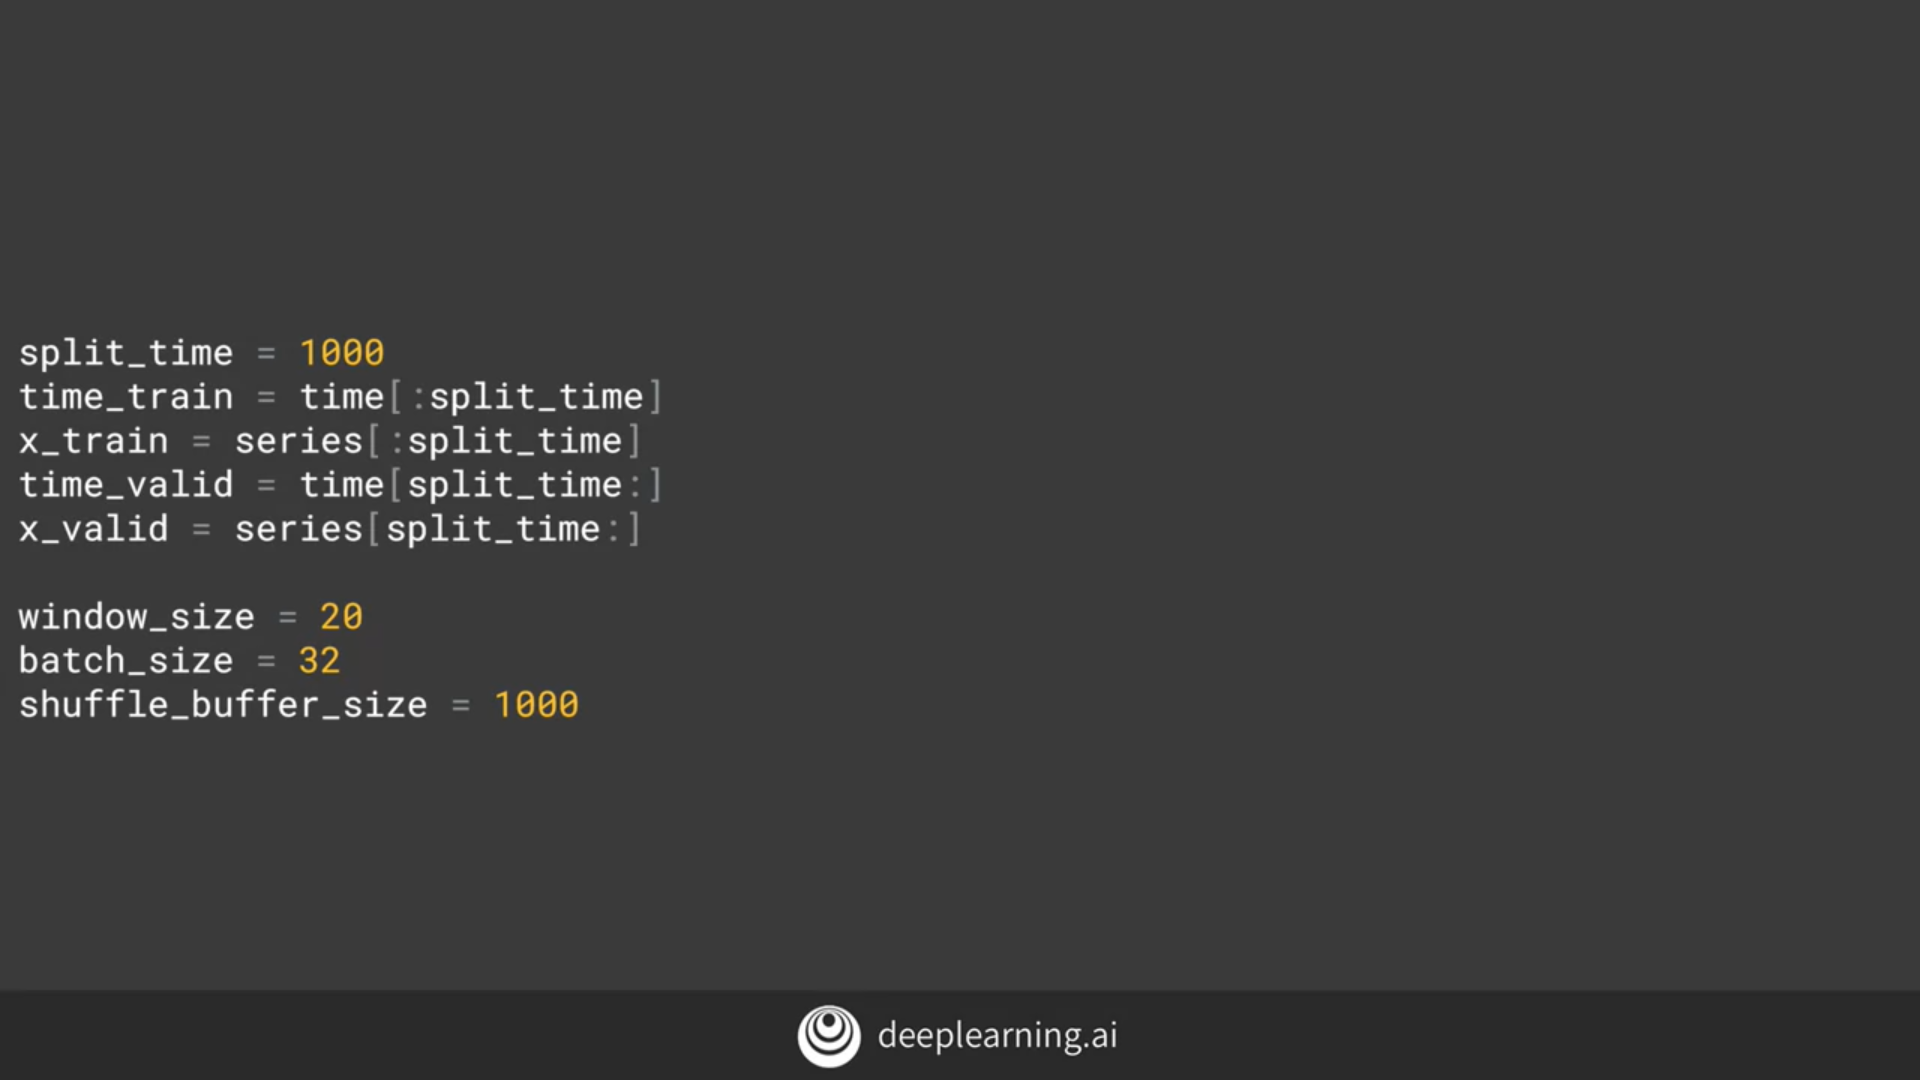 split_time = 1000
time_train = time[:split_time]
x_train = series[:split_time]
time_valid = time[split_time:]
x_valid = series[split_time:]
window_size = 20
batch_size = 32
shuffle_buffer_size = 1000
deeplearning.ai